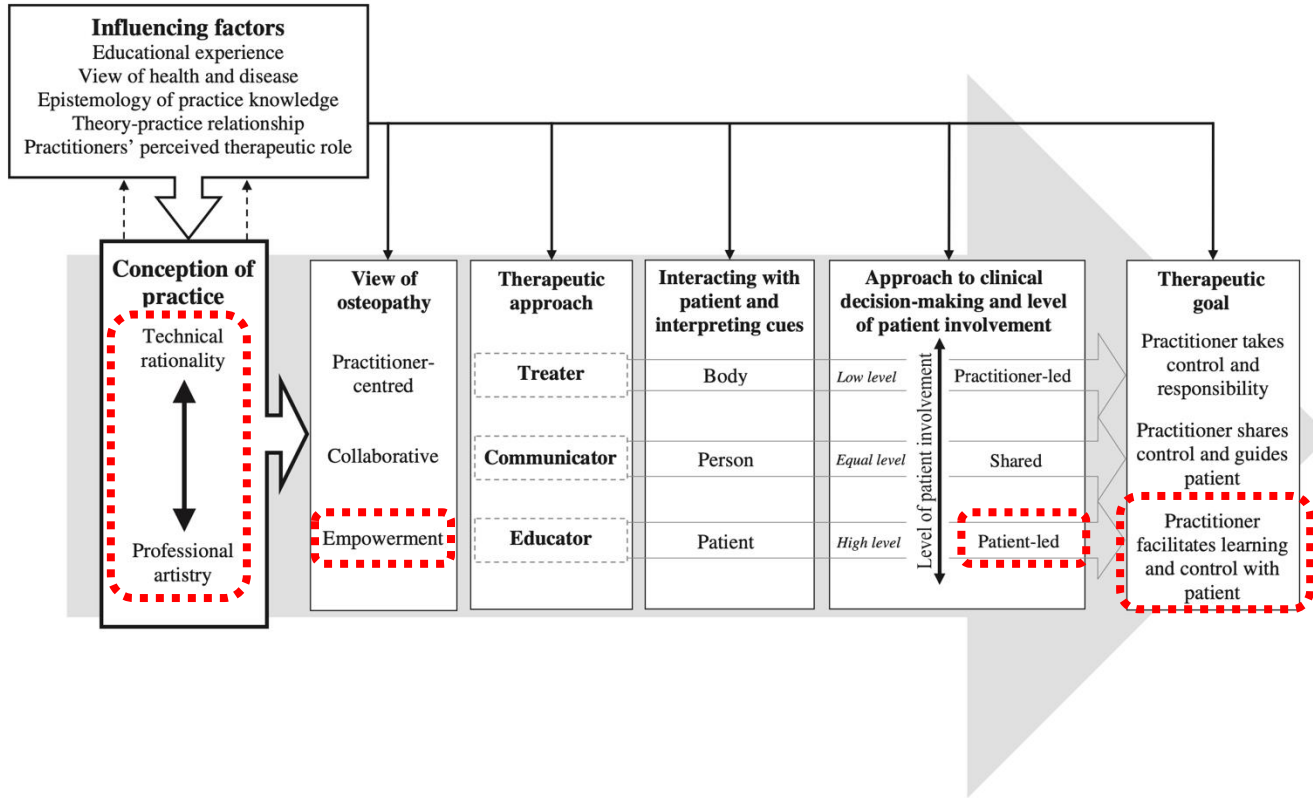 Influencing factors
Educational experience
View of health and disease
Epistemology of practice knowledge
Theory-practice relationship
Practitioners' perceived therapeutic role
Conception of
practice
Technical
rationality
Professional
artistry
View of
osteopathy
Practitioner-
centred
Collaborative
Empowerment
Therapeutic
approach
Treater
Communicator
Educator
Interacting with
patient and
interpreting cues
Body
Person
Patient
Approach to clinical
decision-making and level
of patient involvement
Low level
Equal level
High level
Level of patient involvement
Practitioner-led
Shared
Patient-led
Therapeutic
goal
Practitioner takes
control and
responsibility
Practitioner shares
control and guides
patient
Practitioner
facilitates learning
and control with
patient